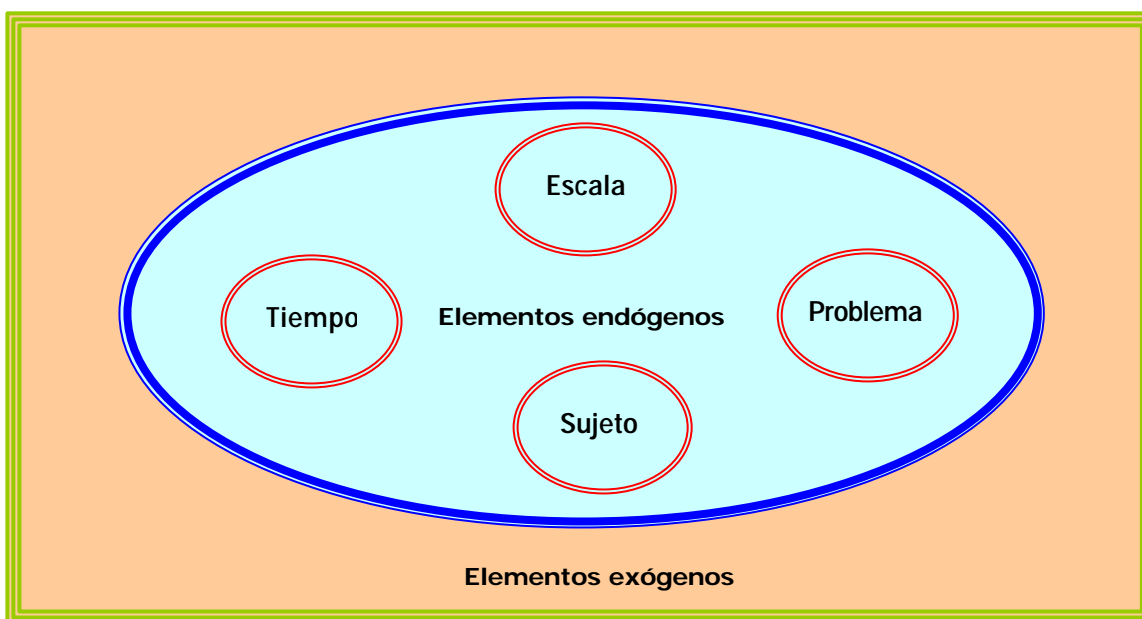 Escala
Tiempo
Elementos endógenos
Problema
Sujeto
Elementos exógenos